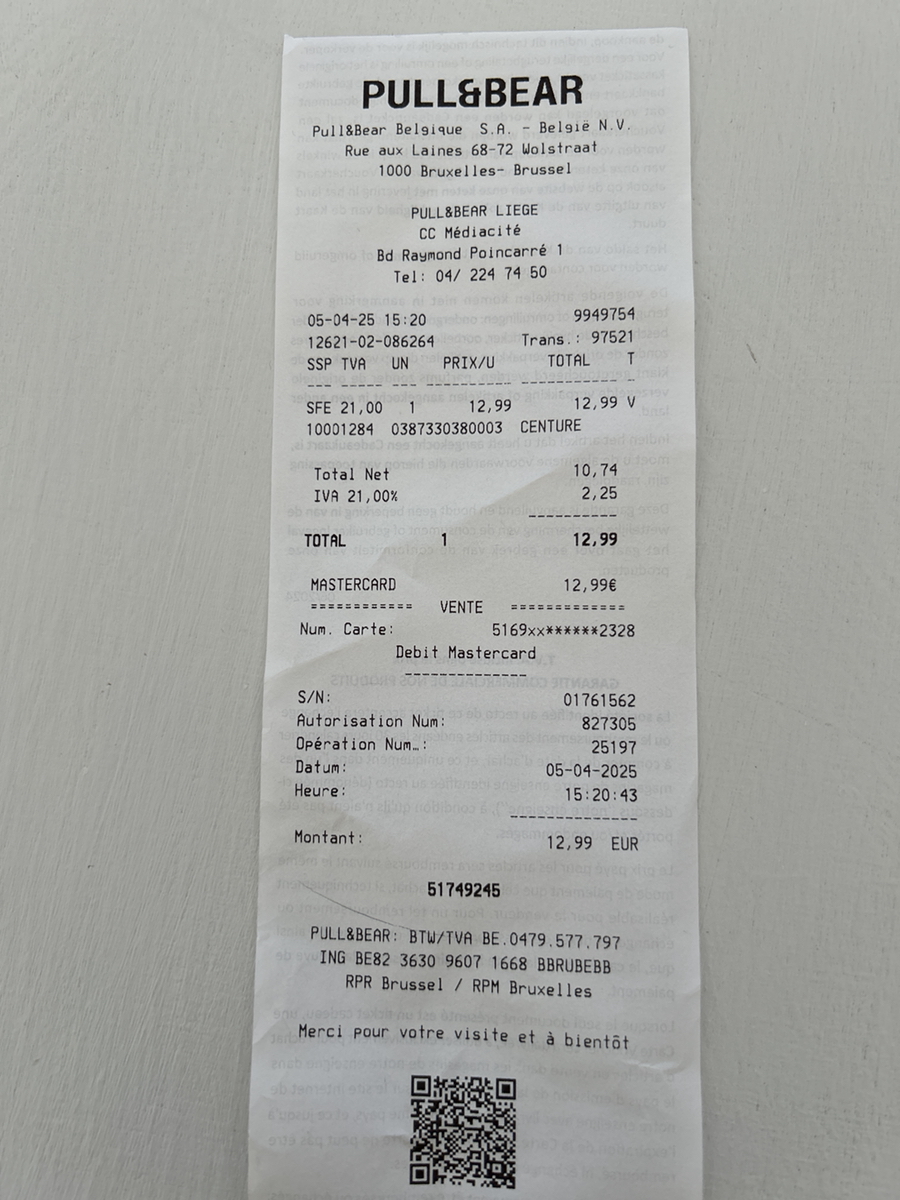 PULL&BEAR
Pull&Bear Belgique S.A. - België N.V.
Rue aux Laines 68-72 Wolstraat
1000 Bruxelles- Brussel
PULL&BEAR LIEGE
CC Médiacité
Bd Raymond Poincarré 1
Tel: 04/ 224 74 50
05-04-25 15:20 9949754
12621-02-086264 Trans.: 97521
SSP TVA UN PRIX/U TOTAL T
--- ----- --- ---------- ----------- -
SFE 21,00 1 12,99 12,99 V
10001284 0387330380003 CENTURE
Total Net 10,74
IVA 21,00% 2,25
----------
TOTAL 1 12,99
MASTERCARD 12,99€
============ VENTE =============
Num. Carte: 5169xx******2328
Debit Mastercard
--------------
S/N: 01761562
Autorisation Num: 827305
Opération Num…: 25197
Datum: 05-04-2025
Heure: 15:20:43
--------------
Montant: 12,99 EUR
51749245
PULL&BEAR: BTW/TVA BE.0479.577.797
ING BE82 3630 9607 1668 BBRUBEBB
RPR Brussel / RPM Bruxelles
Merci pour votre visite et à bientôt